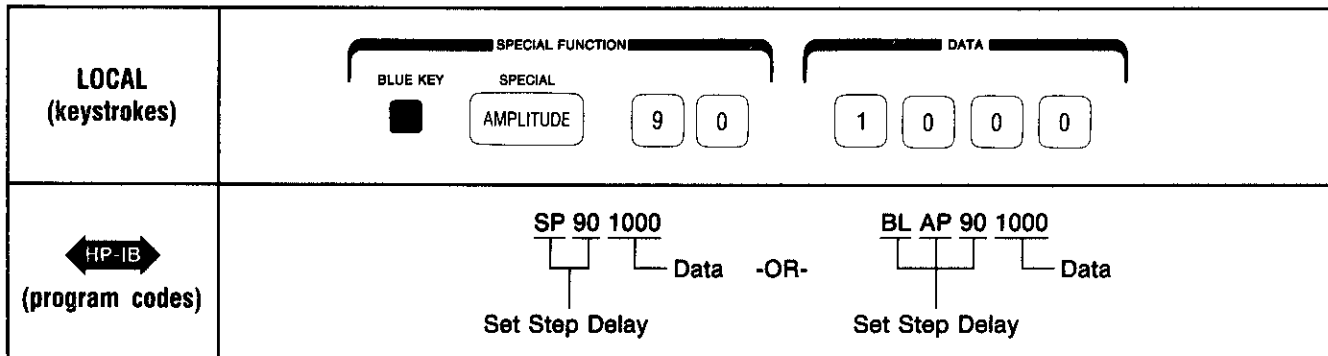 LOCAL
(keystrokes)
SPECIAL FUNCTION
DATA
BLUE KEY
SPECIAL
AMPLITUDE
9
0
1
0
0
0
HP-IB
(program codes)
SP 90 1000
Data
Set Step Delay
-OR-
BL AP 90 1000
Data
Set Step Delay